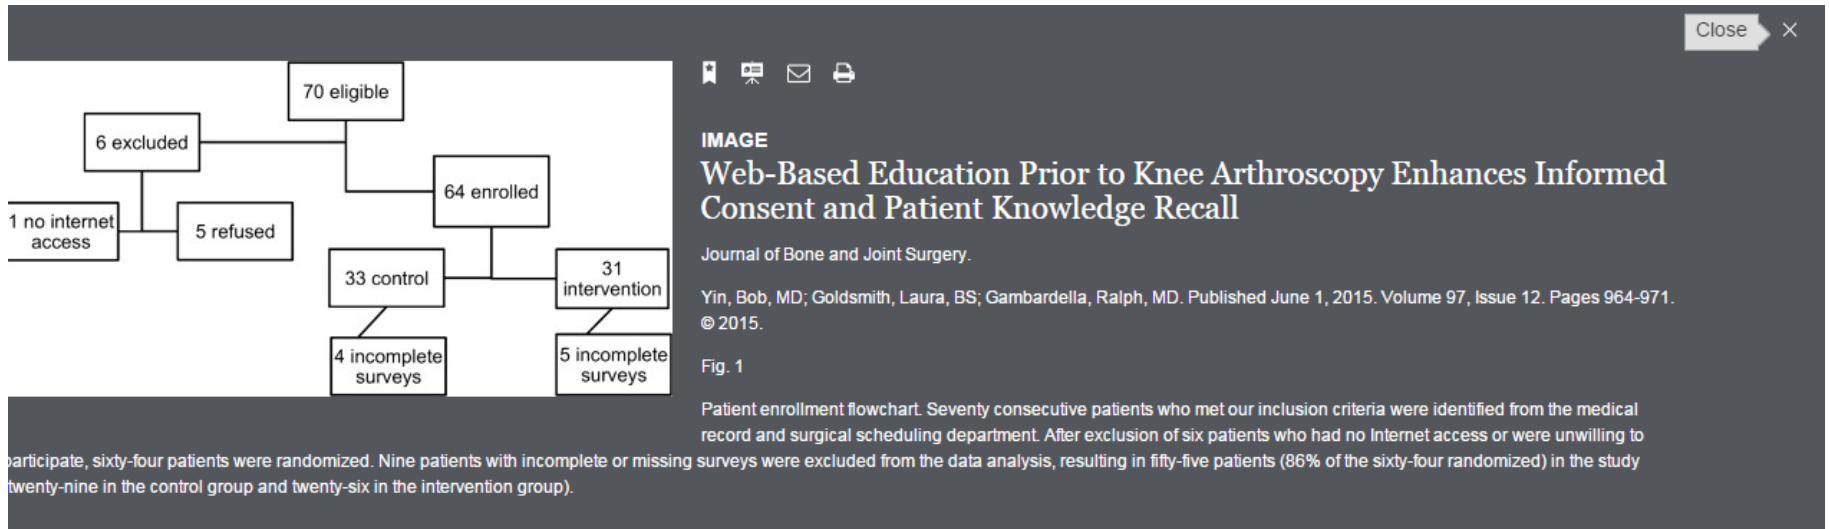 Close
70 eligible
6 excluded
64 enrolled
1 no internet
access
5 refused
33 control
31
intervention
4 incomplete
surveys
5 incomplete
surveys
IMAGE
Web-Based Education Prior to Knee Arthroscopy Enhances Informed
Consent and Patient Knowledge Recall
Journal of Bone and Joint Surgery.
Yin, Bob, MD; Goldsmith, Laura, BS; Gambardella, Ralph, MD. Published June 1, 2015. Volume 97, Issue 12. Pages 964-971.
© 2015.
Fig. 1
Patient enrollment flowchart. Seventy consecutive patients who met our inclusion criteria were identified from the medical
record and surgical scheduling department. After exclusion of six patients who had no Internet access or were unwilling to
participate, sixty-four patients were randomized. Nine patients with incomplete or missing surveys were excluded from the data analysis, resulting in fifty-five patients (86% of the sixty-four randomized) in the study
twenty-nine in the control group and twenty-six in the intervention group).